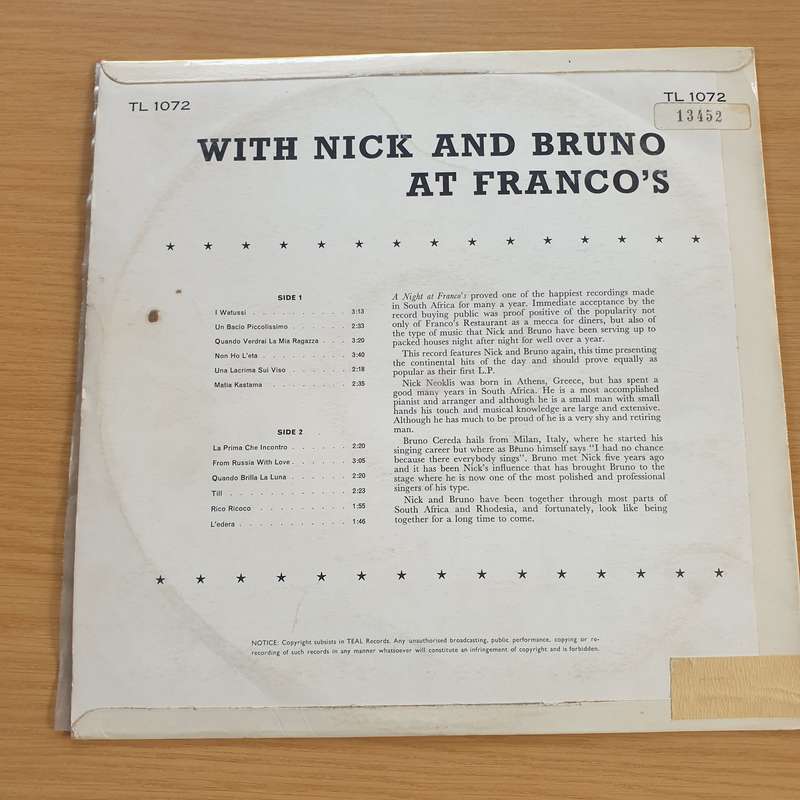 TL 1072
TL 1072
13452
WITH NICK AND BRUNO
AT FRANCO'S
SIDE 1
I Watussi . . . . . . . . . . . . 3:13
Un Bacio Piccolissimo . . . . . . . 2:33
Quando Verdrai La Mia Ragazza . . . . 3:20
Non Ho L'eta . . . . . . . . . . . 3:40
Una Lacrima Sui Viso . . . . . . . . 2:18
Matia Kastama . . . . . . . . . . . 2:35
SIDE 2
La Prima Che Incontro . . . . . . . 2:20
From Russia With Love . . . . . . . 3:05
Quando Brilla La Luna . . . . . . . 2:20
Till . . . . . . . . . . . . . . 2:23
Rico Ricoco . . . . . . . . . . . 1:55
L'edera . . . . . . . . . . . . . 1:46
A Night at Franco's proved one of the happiest recordings made
in South Africa for many a year. Immediate acceptance by the
record buying public was proof positive of the popularity not
only of Franco's Restaurant as a mecca for diners, but also of
the type of music that Nick and Bruno have been serving up to
packed houses night after night for well over a year.
This record features Nick and Bruno again, this time presenting
the continental hits of the day and should prove equally as
popular as their first L.P.
Nick Neoklis was born in Athens, Greece, but has spent a
good many years in South Africa. He is a most accomplished
pianist and arranger and although he is a small man with small
hands his touch and musical knowledge are large and extensive.
Although he has much to be proud of he is a very shy and retiring
man.
Bruno Cereda hails from Milan, Italy, where he started his
singing career but where as Bruno himself says "I had no chance
because there everybody sings". Bruno met Nick five years ago
and it has been Nick's influence that has brought Bruno to the
stage where he is now one of the most polished and professional
singers of his type.
Nick and Bruno have been together through most parts of
South Africa and Rhodesia, and fortunately, look like being
together for a long time to come.
NOTICE: Copyright subsists in TEAL Records. Any unauthorised broadcasting, public performance, copying or re-
recording of such records in any manner whatsoever will constitute an infringement of copyright and is forbidden.